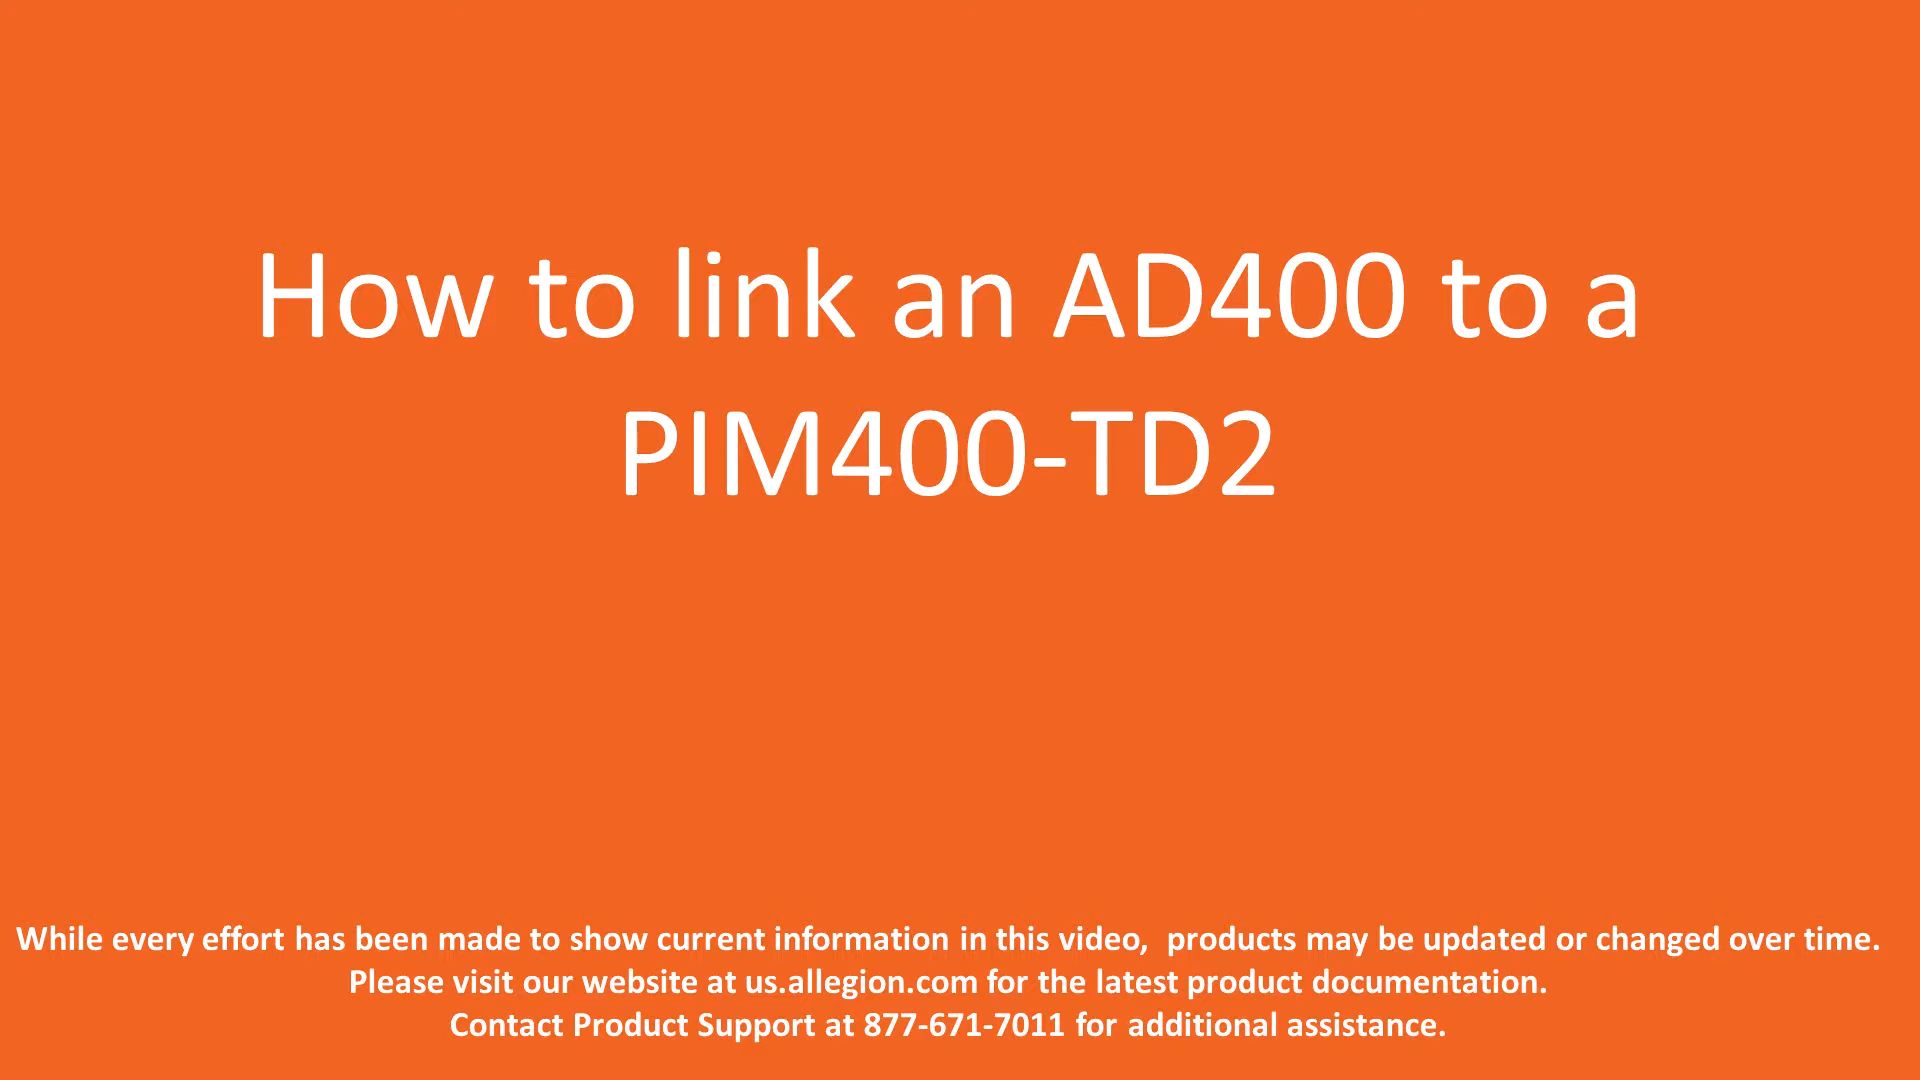 How to link an AD400 to a
PIM400-TD2
While every effort has been made to show current information in this video,  products may be updated or changed over time.
Please visit our website at us.allegion.com for the latest product documentation.
Contact Product Support at 877-671-7011 for additional assistance.